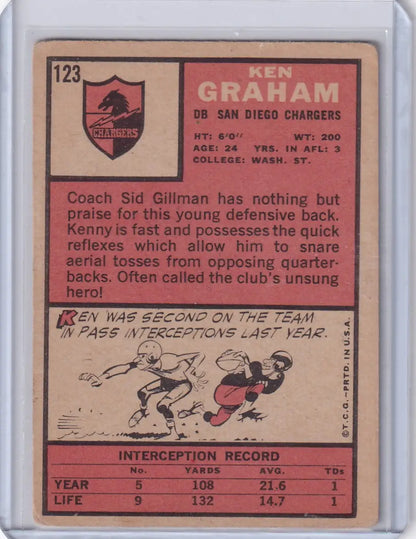 123
CHARGERS
KEN
GRAHAM
DB SAN DIEGO CHARGERS
HT: 6'0" WT: 200
AGE: 24 YRS. IN AFL: 3
COLLEGE: WASH. ST.
Coach Sid Gillman has nothing but
praise for this young defensive back.
Kenny is fast and possesses the quick
reflexes which allow him to snare
aerial tosses from opposing quarter-
backs. Often called the club's unsung
hero!
KEN WAS SECOND ON THE TEAM
IN PASS INTERCEPTIONS LAST YEAR.
©T.C.G.—PRTD. IN U.S.A.
INTERCEPTION RECORD
No. YARDS AVG. TDs
YEAR 5 108 21.6 1
LIFE 9 132 14.7 1